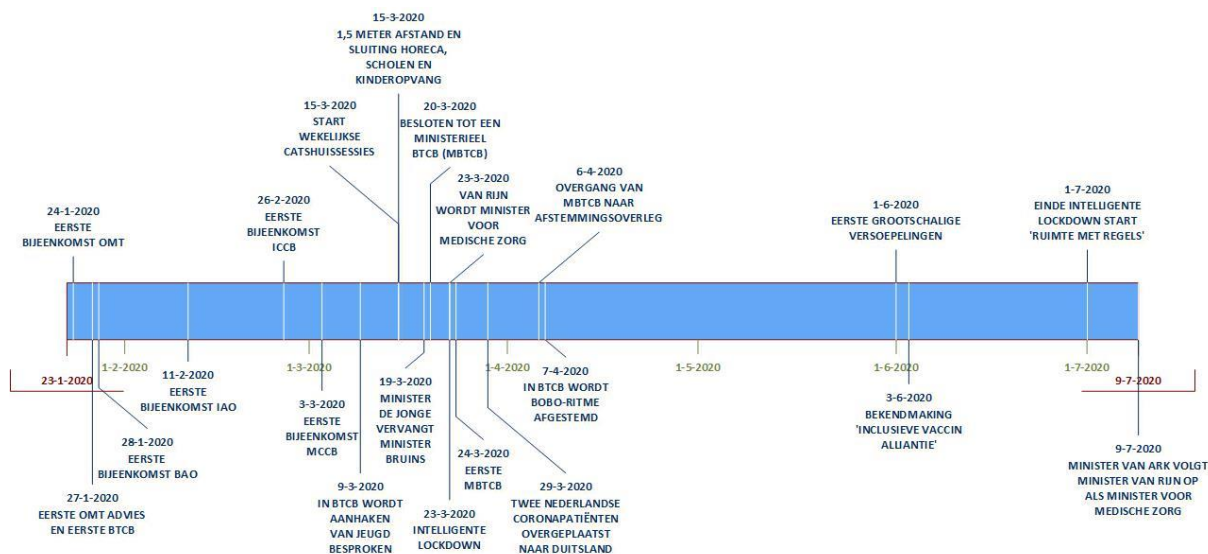 15-3-2020
1,5 METER AFSTAND EN
SLUITING HORECA,
SCHOLEN EN
KINDEROPVANG
15-3-2020
START
WEKELIJKSE
CATSHUISSESSIES
20-3-2020
BESLOTEN TOT EEN
MINISTERIEEL
BTCB (MBTCB)
24-1-2020
EERSTE
BIJEENKOMST OMT
26-2-2020
EERSTE
BIJEENKOMST
ICCB
23-3-2020
VAN RIJN
WORDT MINISTER
VOOR
MEDISCHE ZORG
6-4-2020
OVERGANG VAN
MBTCB NAAR
AFSTEMMINGSOVERLEG
1-6-2020
EERSTE GROOTSCHALIGE
VERSOEPELINGEN
1-7-2020
EINDE INTELLIGENTE
LOCKDOWN START
'RUIMTE MET REGELS'
23-1-2020
1-2-2020
1-3-2020
1-4-2020
1-5-2020
1-6-2020
1-7-2020
9-7-2020
27-1-2020
EERSTE OMT ADVIES
EN EERSTE BTCB
28-1-2020
EERSTE
BIJEENKOMST BAO
11-2-2020
EERSTE
BIJEENKOMST IAO
3-3-2020
EERSTE
BIJEENKOMST
MCCB
9-3-2020
IN BTCB WORDT
AANHAKEN
VAN JEUGD
BESPROKEN
19-3-2020
MINISTER
DE JONGE
VERVANGT
MINISTER
BRUINS
23-3-2020
INTELLIGENTE
LOCKDOWN
24-3-2020
EERSTE
MBTCB
29-3-2020
TWEE NEDERLANDSE
CORONAPATIËNTEN
OVERGEPLAATST
NAAR DUITSLAND
7-4-2020
IN BTCB WORDT
BOBO-RITME
AFGESTEMD
3-6-2020
BEKENDMAKING
'INCLUSIEVE VACCIN
ALLIANTIE'
9-7-2020
MINISTER VAN ARK VOLGT
MINISTER VAN RIJN OP
ALS MINISTER VOOR
MEDISCHE ZORG